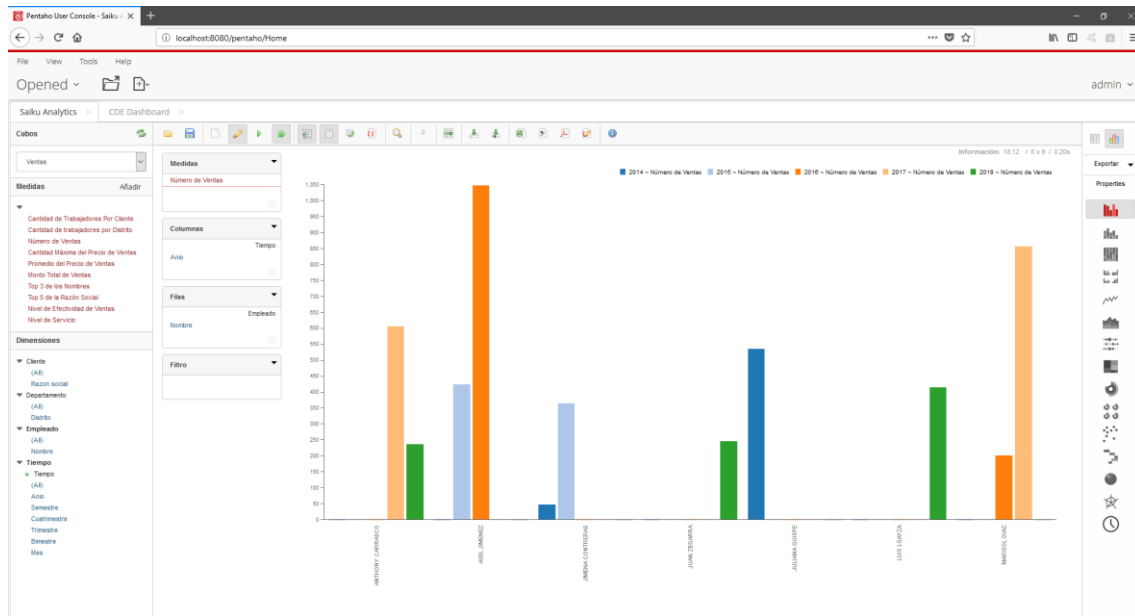 Pentaho User Console - Saiku A
localhost:8080/pentaho/Home
File View Tools Help
Opened
admin
Saiku Analytics
CDE Dashboard
Cubos
Ventas
Medidas Añadir
Cantidad de Trabajadores Por Cliente
Cantidad de trabajadores por Distrito
Número de Ventas
Cantidad Máxima del Precio de Ventas
Promedio del Precio de Ventas
Monto Total de Ventas
Top 3 de los Nombres
Top 5 de la Razón Social
Nivel de Efectividad de Ventas
Nivel de Servicio
Dimensiones
Cliente
(All)
Razon social
Departamento
(All)
Distrito
Empleado
(All)
Nombre
Tiempo
Tiempo
(All)
Anio
Semestre
Cuatrimestre
Trimestre
Bimestre
Mes
Medidas
Número de Ventas
Columnas
Tiempo
Anio
Filas
Empleado
Nombre
Filtro
Información: 18:12 / 6 x 9 / 0.20s
2014 ~ Número de Ventas
2015 ~ Número de Ventas
2016 ~ Número de Ventas
2017 ~ Número de Ventas
2018 ~ Número de Ventas
1,050
1,000
950
900
850
800
750
700
650
600
550
500
450
400
350
300
250
200
150
100
50
0
ANTHONY CARRASCO
AXEL JIMENEZ
JIMENA CONTRERAS
JUAN ZEGARRA
JULIANA QUISPE
LUIS LOAYZA
MARISOL DIAZ
Exportar
Properties